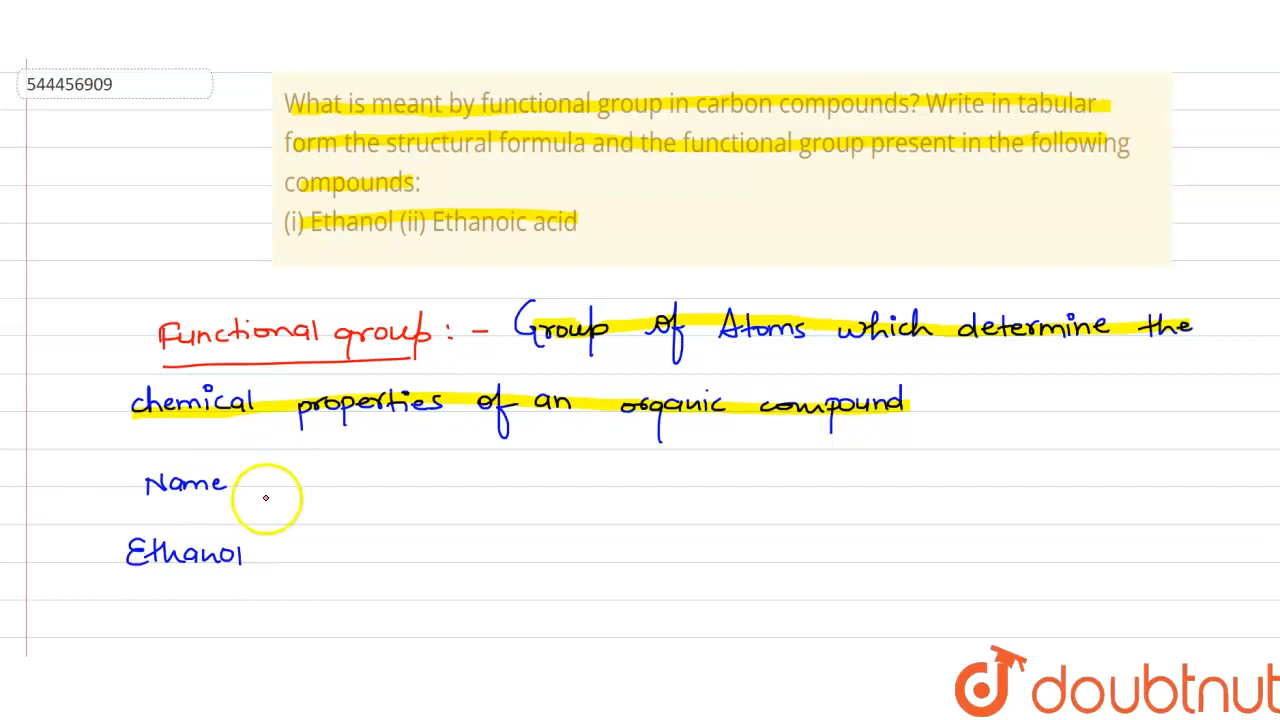 544456909
What is meant by functional group in carbon compounds? Write in tabular
form the structural formula and the functional group present in the following
compounds:
(i) Ethanol (ii) Ethanoic acid
Functional group : - Group of Atoms which determine the
chemical properties of an organic compound
Name
Ethanol
doubtnut